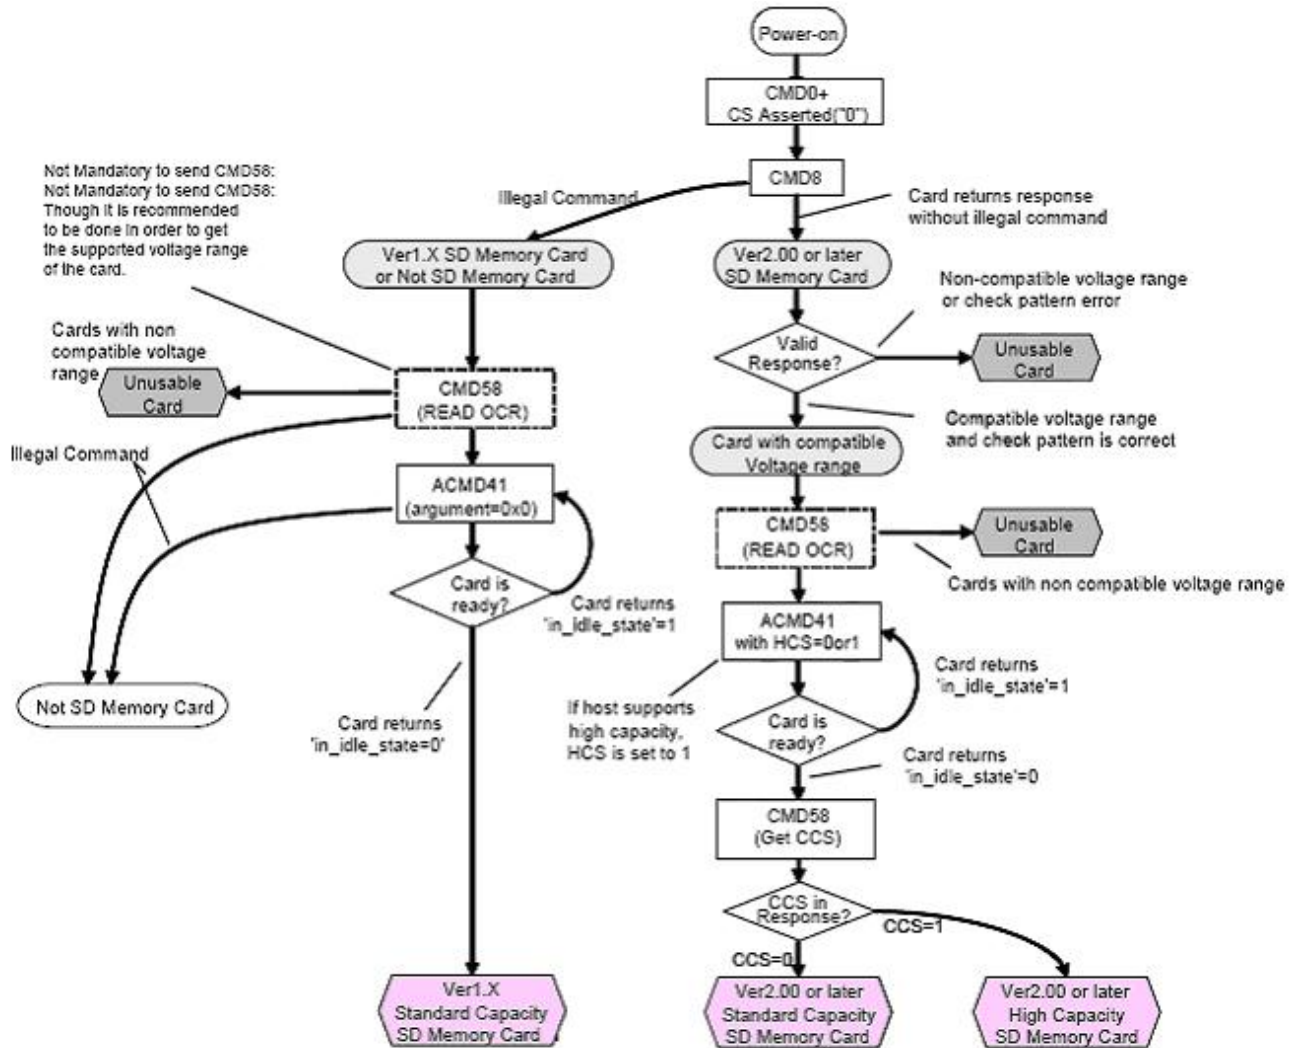 Power-on
CMD0+
CS Asserted("0")
CMD8
Illegal Command
Card returns response
without illegal command
Not Mandatory to send CMD58:
Not Mandatory to send CMD58:
Though it is recommended
to be done in order to get
the supported voltage range
of the card.
Ver1.X SD Memory Card
or Not SD Memory Card
Ver2.00 or later
SD Memory Card
Non-compatible voltage range
or check pattern error
Cards with non
compatible voltage
range
Unusable
Card
CMD58
(READ OCR)
Valid
Response?
Unusable
Card
Compatible voltage range
and check pattern is correct
Card with compatible
Voltage range
Illegal Command
ACMD41
(argument=0x0)
CMD58
(READ OCR)
Unusable
Card
Cards with non compatible voltage range
Card is
ready?
Card returns
'in_idle_state'=1
ACMD41
with HCS=0or1
Card returns
'in_idle_state'=1
Not SD Memory Card
Card returns
'in_idle_state=0'
If host supports
high capacity,
HCS is set to 1
Card is
ready?
Card returns
'in_idle_state'=0
CMD58
(Get CCS)
CCS in
Response?
CCS=1
CCS=0
Ver1.X
Standard Capacity
SD Memory Card
Ver2.00 or later
Standard Capacity
SD Memory Card
Ver2.00 or later
High Capacity
SD Memory Card